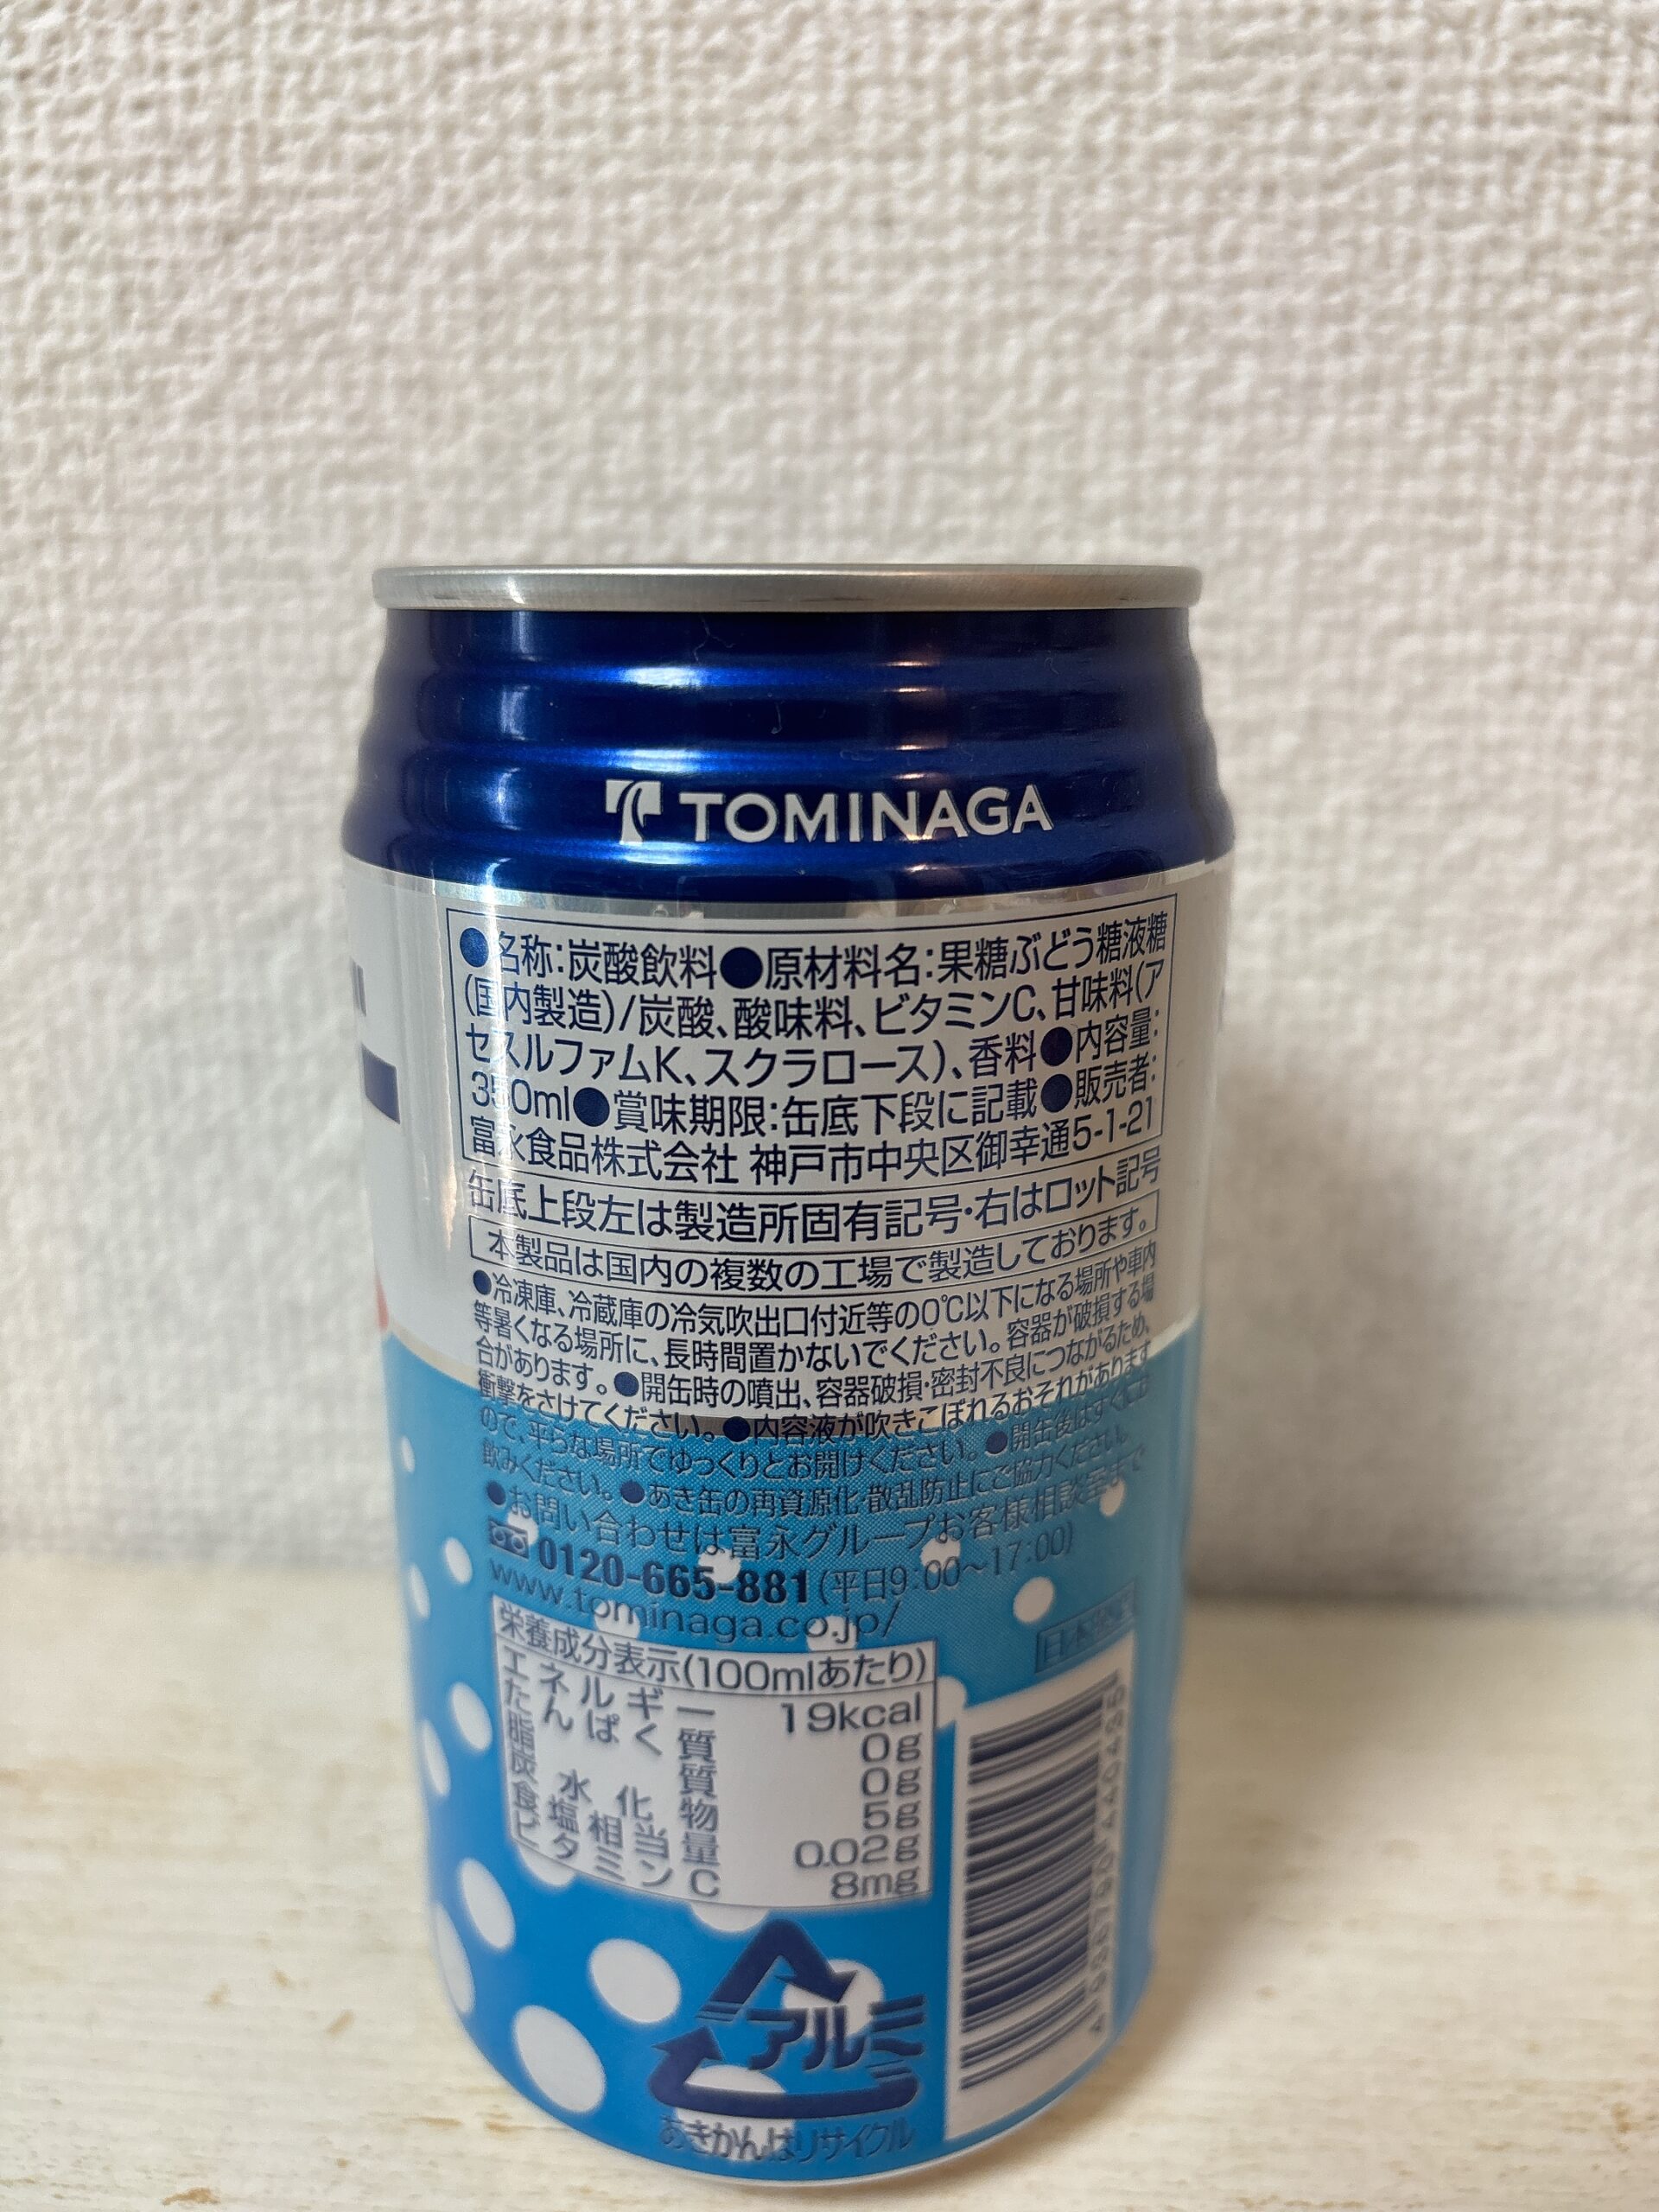 TOMINAGA
●名称:炭酸飲料●原材料名:果糖ぶどう糖液糖
(国内製造)/炭酸、酸味料、ビタミンC、甘味料(ア
セスルファムK、スクラロース)、香料●内容量:
350ml●賞味期限:缶底下段に記載●販売者:
富永食品株式会社 神戸市中央区御幸通5-1-21
缶底上段左は製造所固有記号・右はロット記号
本製品は国内の複数の工場で製造しております。
●冷凍庫、冷蔵庫の冷気吹出口付近等の0℃以下になる場所や車内
等暑くなる場所に、長時間置かないでください。容器が破損する場
合があります。●開缶時の噴出、容器破損・密封不良につながるため、
衝撃をさけてください。●内容液が吹きこぼれるおそれがあります
ので、平らな場所でゆっくりとお開けください。●開缶後はすぐにお
飲みください。●あき缶の再資源化・散乱防止にご協力ください。
●お問い合わせは富永グループお客様相談室まで
0120-665-881(平日9:00~17:00)
www.tominaga.co.jp/
栄養成分表示(100mlあたり)
エネルギー 19kcal
たんぱく質 0g
脂質 0g
炭水化物 5g
食塩相当量 0.02g
ビタミンC 8mg
アルミ
あきかんはリサイクル